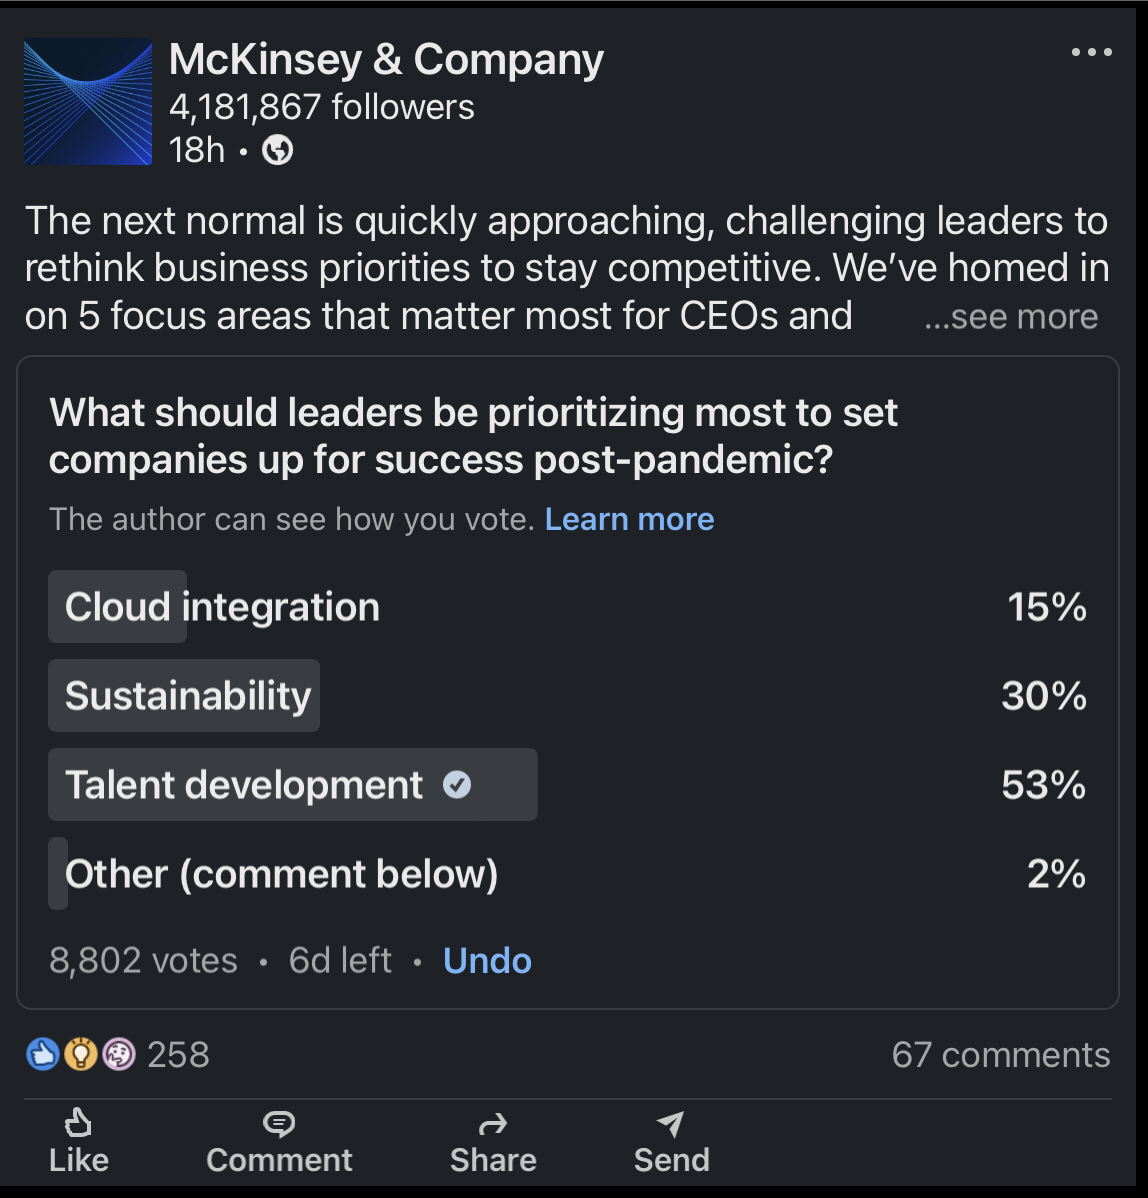 McKinsey & Company
4,181,867 followers
18h •
The next normal is quickly approaching, challenging leaders to
rethink business priorities to stay competitive. We’ve homed in
on 5 focus areas that matter most for CEOs and ...see more
What should leaders be prioritizing most to set
companies up for success post-pandemic?
The author can see how you vote. Learn more
Cloud integration 15%
Sustainability 30%
Talent development 53%
Other (comment below) 2%
8,802 votes • 6d left • Undo
258 67 comments
Like Comment Share Send